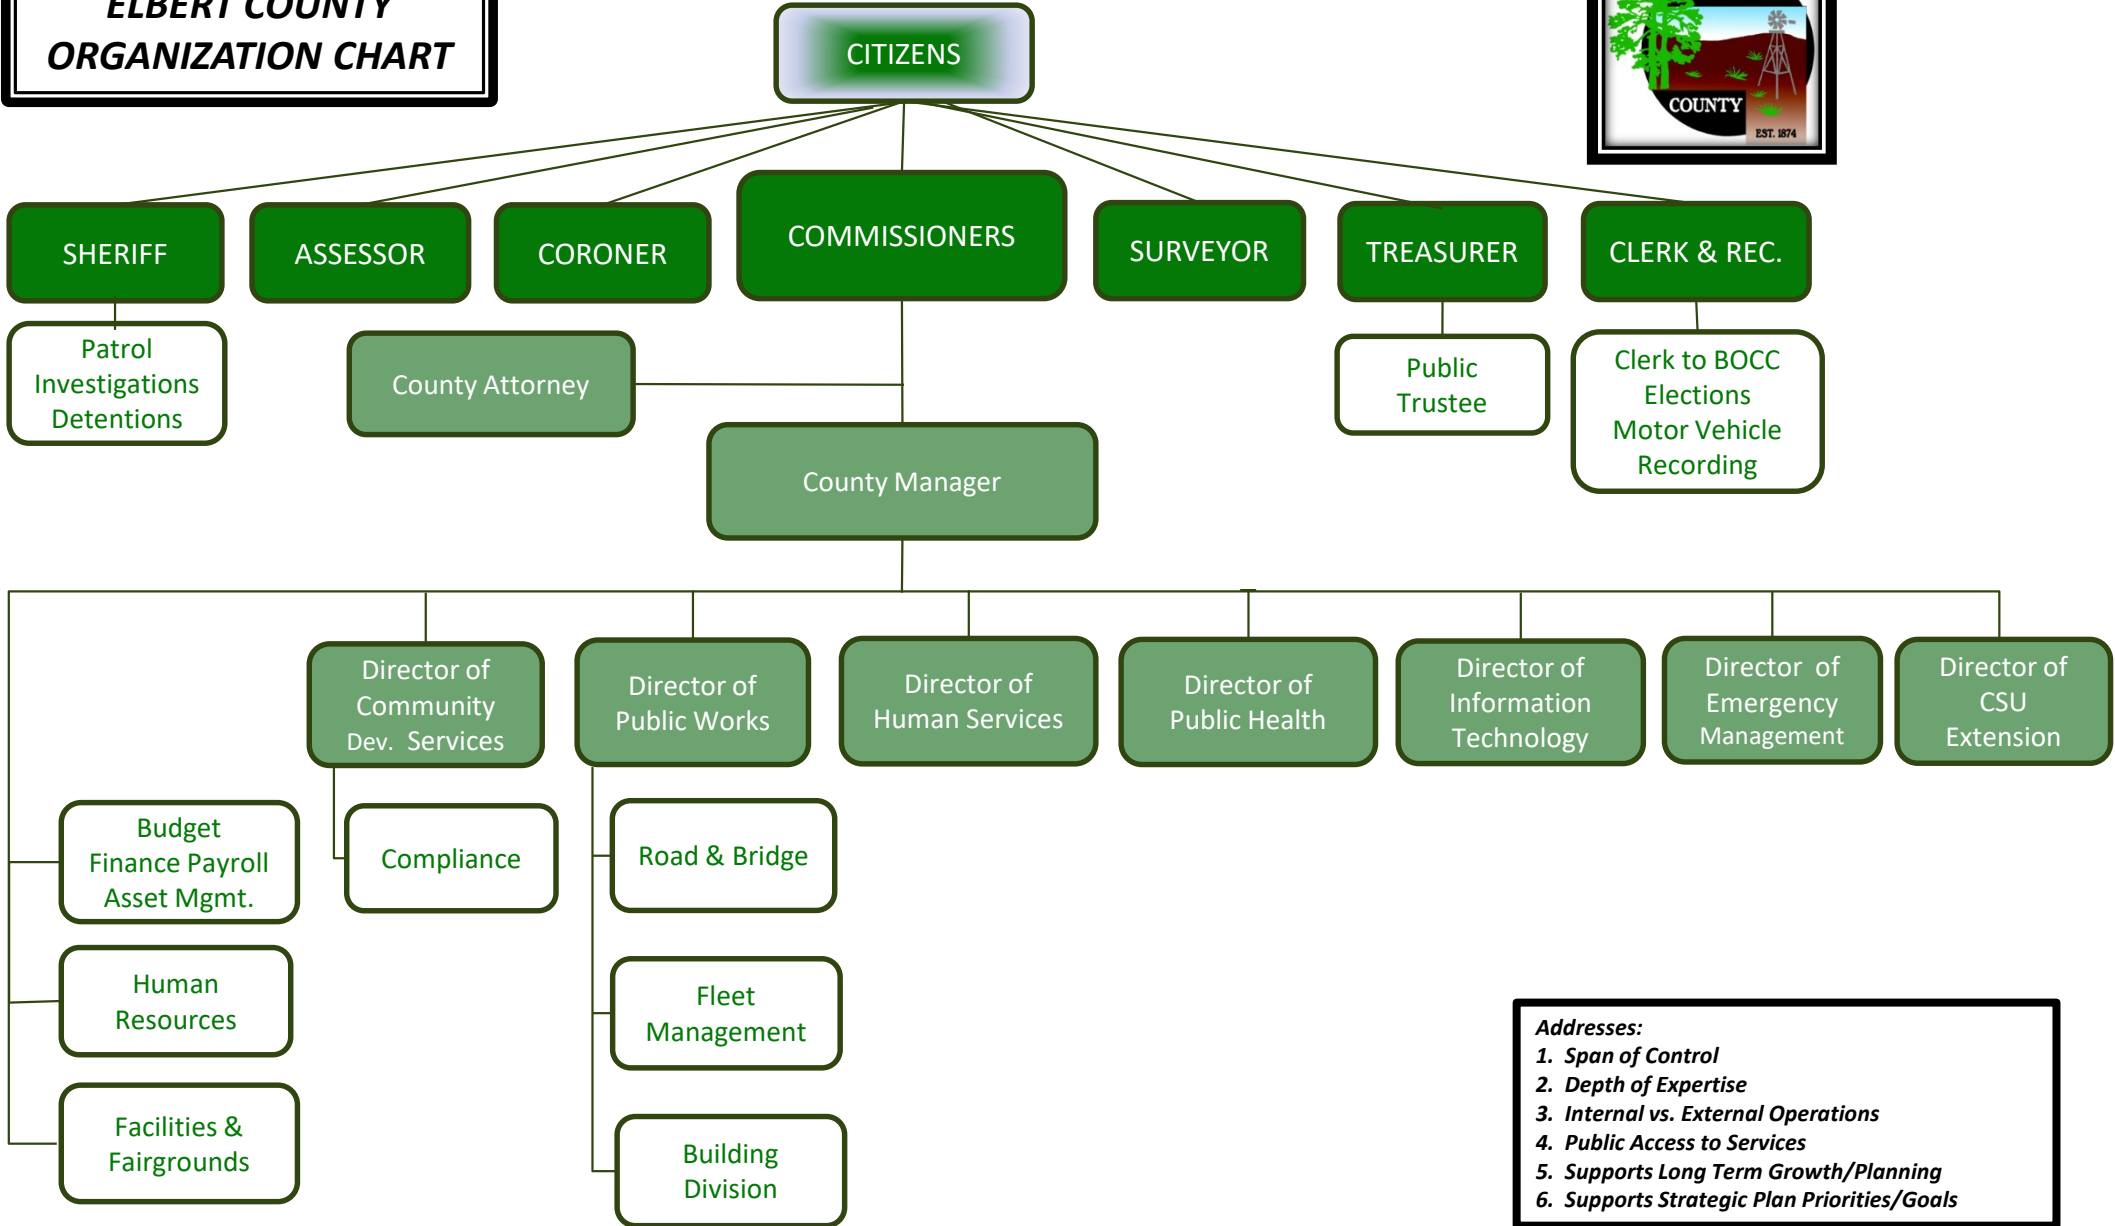 ELBERT COUNTY
ORGANIZATION CHART
CITIZENS
COUNTY
EST. 1874
SHERIFF
ASSESSOR
CORONER
COMMISSIONERS
SURVEYOR
TREASURER
CLERK & REC.
Patrol
Investigations
Detentions
County Attorney
Public
Trustee
Clerk to BOCC
Elections
Motor Vehicle
Recording
County Manager
Director of
Community
Dev. Services
Director of
Public Works
Director of
Human Services
Director of
Public Health
Director of
Information
Technology
Director of
Emergency
Management
Director of
CSU
Extension
Budget
Finance Payroll
Asset Mgmt.
Compliance
Road & Bridge
Human
Resources
Fleet
Management
Facilities &
Fairgrounds
Building
Division
Addresses:
1. Span of Control
2. Depth of Expertise
3. Internal vs. External Operations
4. Public Access to Services
5. Supports Long Term Growth/Planning
6. Supports Strategic Plan Priorities/Goals